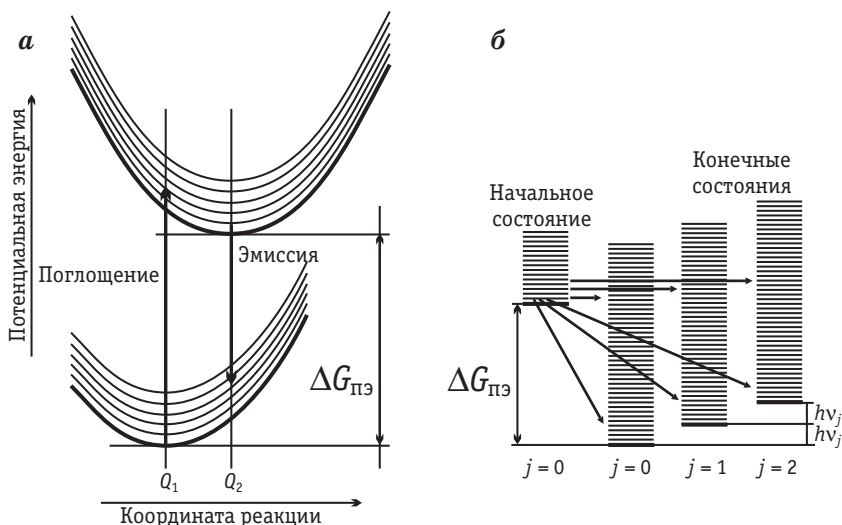 а
Потенциальная энергия
Поглощение
Эмиссия
ΔGпэ
Q1
Q2
Координата реакции
б
Начальное
состояние
Конечные
состояния
ΔGпэ
hνj
hνj
j = 0
j = 0
j = 1
j = 2